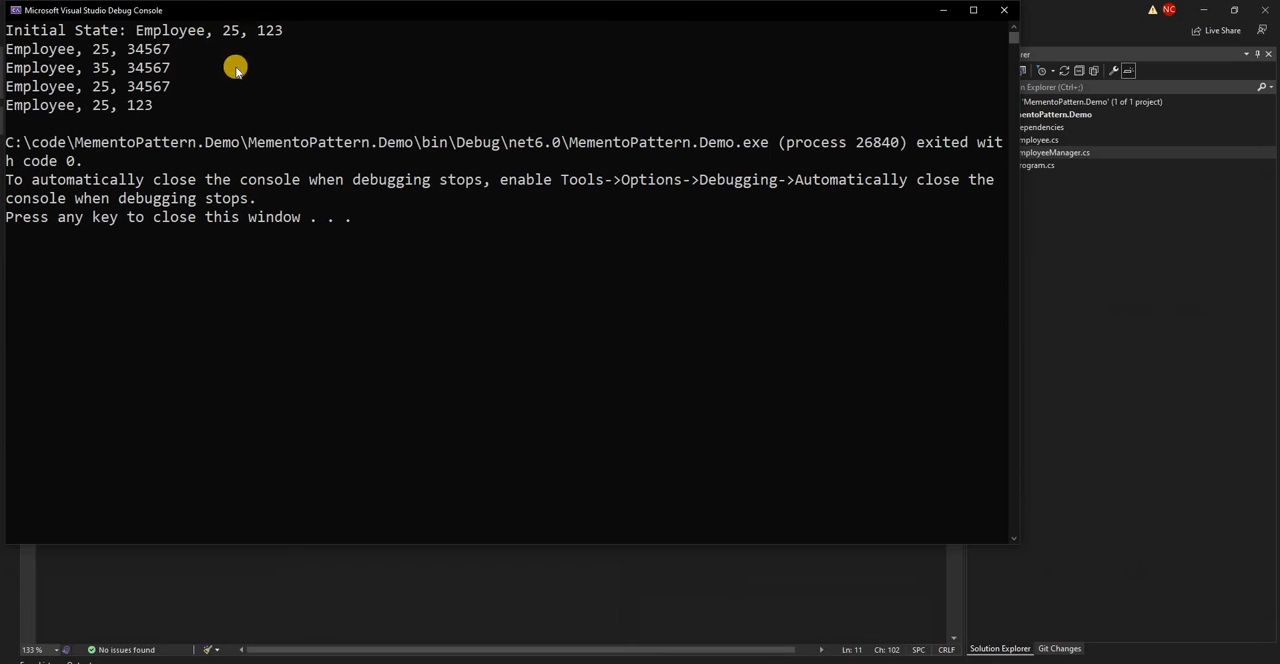 Microsoft Visual Studio Debug Console
NC
Initial State: Employee, 25, 123
Employee, 25, 34567
Employee, 35, 34567
Employee, 25, 34567
Employee, 25, 123
C:\code\MementoPattern.Demo\MementoPattern.Demo\bin\Debug\net6.0\MementoPattern.Demo.exe (process 26840) exited wit
h code 0.
To automatically close the console when debugging stops, enable Tools->Options->Debugging->Automatically close the
console when debugging stops.
Press any key to close this window . . .
Live Share
rer
n Explorer (Ctrl+;)
'MementoPattern.Demo' (1 of 1 project)
mentoPattern.Demo
ependencies
mployee.cs
mployeeManager.cs
rogram.cs
133 %
No issues found
Ln: 11
Ch: 102
SPC
CRLF
Solution Explorer
Git Changes